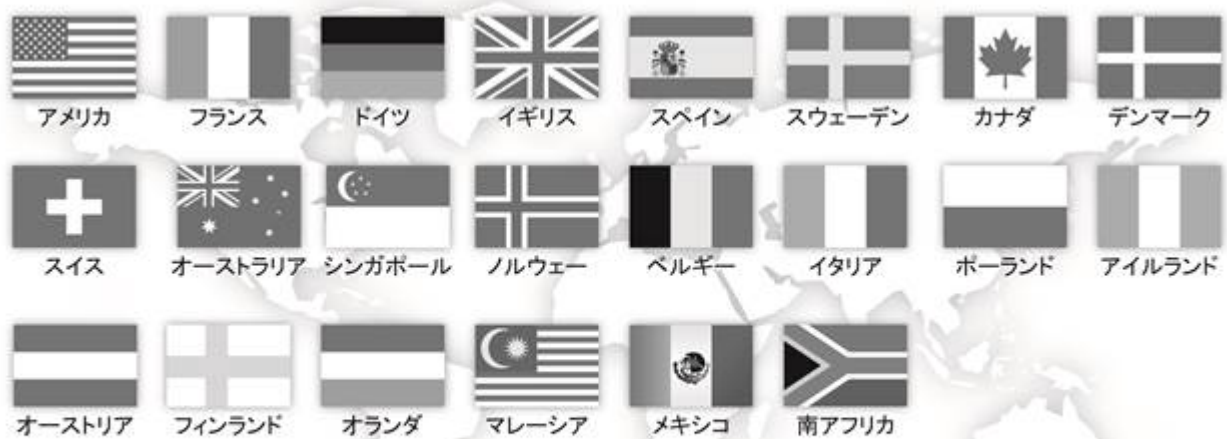 アメリカ
フランス
ドイツ
イギリス
スペイン
スウェーデン
カナダ
デンマーク
スイス
オーストラリア
シンガポール
ノルウェー
ベルギー
イタリア
ポーランド
アイルランド
オーストリア
フィンランド
オランダ
マレーシア
メキシコ
南アフリカ